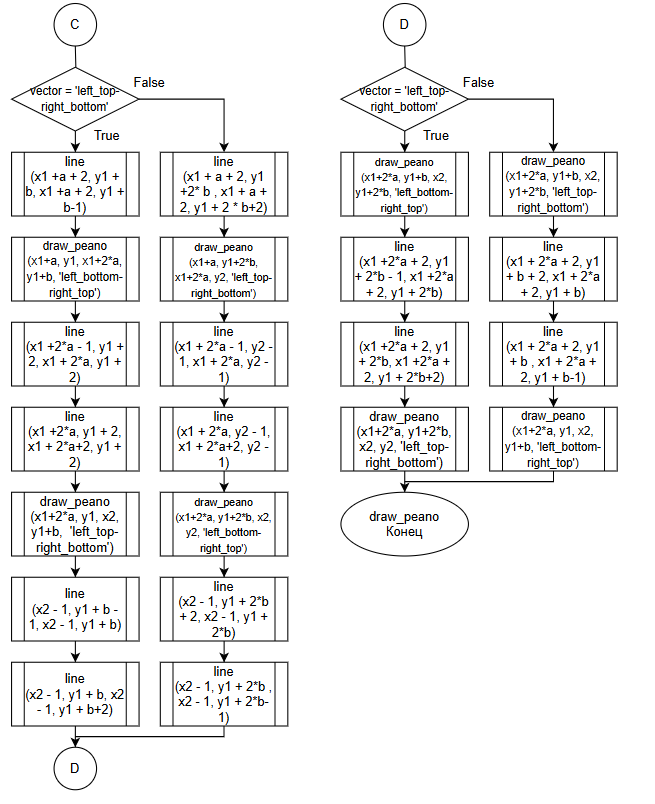 C
vector = 'left_top-
right_bottom'
False
True
line
(x1 +a + 2, y1 +
b, x1 +a + 2, y1 +
b-1)
draw_peano
(x1+a, y1, x1+2*a,
y1+b, 'left_bottom-
right_top')
line
(x1 +2*a - 1, y1 +
2, x1 + 2*a, y1 +
2)
line
(x1 +2*a, y1 + 2,
x1 + 2*a+2, y1 +
2)
draw_peano
(x1+2*a, y1, x2,
y1+b, 'left_top-
right_bottom')
line
(x2 - 1, y1 + b -
1, x2 - 1, y1 + b)
line
(x2 - 1, y1 + b, x2
- 1, y1 + b+2)
line
(x1 + a + 2, y1
+2* b , x1 + a +
2, y1 + 2 * b+2)
draw_peano
(x1+a, y1+2*b,
x1+2*a, y2, 'left_top-
right_bottom')
line
(x1 + 2*a - 1, y2 -
1, x1 + 2*a, y2 -
1)
line
(x1 + 2*a, y2 - 1,
x1 + 2*a+2, y2 -
1)
draw_peano
(x1+2*a, y1+2*b, x2,
y2, 'left_bottom-
right_top')
line
(x2 - 1, y1 + 2*b
+ 2, x2 - 1, y1 +
2*b)
line
(x2 - 1, y1 + 2*b ,
x2 - 1, y1 + 2*b-
1)
D
D
vector = 'left_top-
right_bottom'
False
True
draw_peano
(x1+2*a, y1+b, x2,
y1+2*b, 'left_bottom-
right_top')
line
(x1 +2*a + 2, y1
+ 2*b - 1, x1 +2*a
+ 2, y1 + 2*b)
line
(x1 +2*a + 2, y1
+ 2*b, x1 +2*a +
2, y1 + 2*b+2)
draw_peano
(x1+2*a, y1+2*b,
x2, y2, 'left_top-
right_bottom')
draw_peano
(x1+2*a, y1+b, x2,
y1+2*b, 'left_top-
right_bottom')
line
(x1 + 2*a + 2, y1
+ b + 2, x1 + 2*a
+ 2, y1 + b)
line
(x1 + 2*a + 2, y1
+ b , x1 + 2*a +
2, y1 + b-1)
draw_peano
(x1+2*a, y1, x2,
y1+b, 'left_bottom-
right_top')
draw_peano
Конец